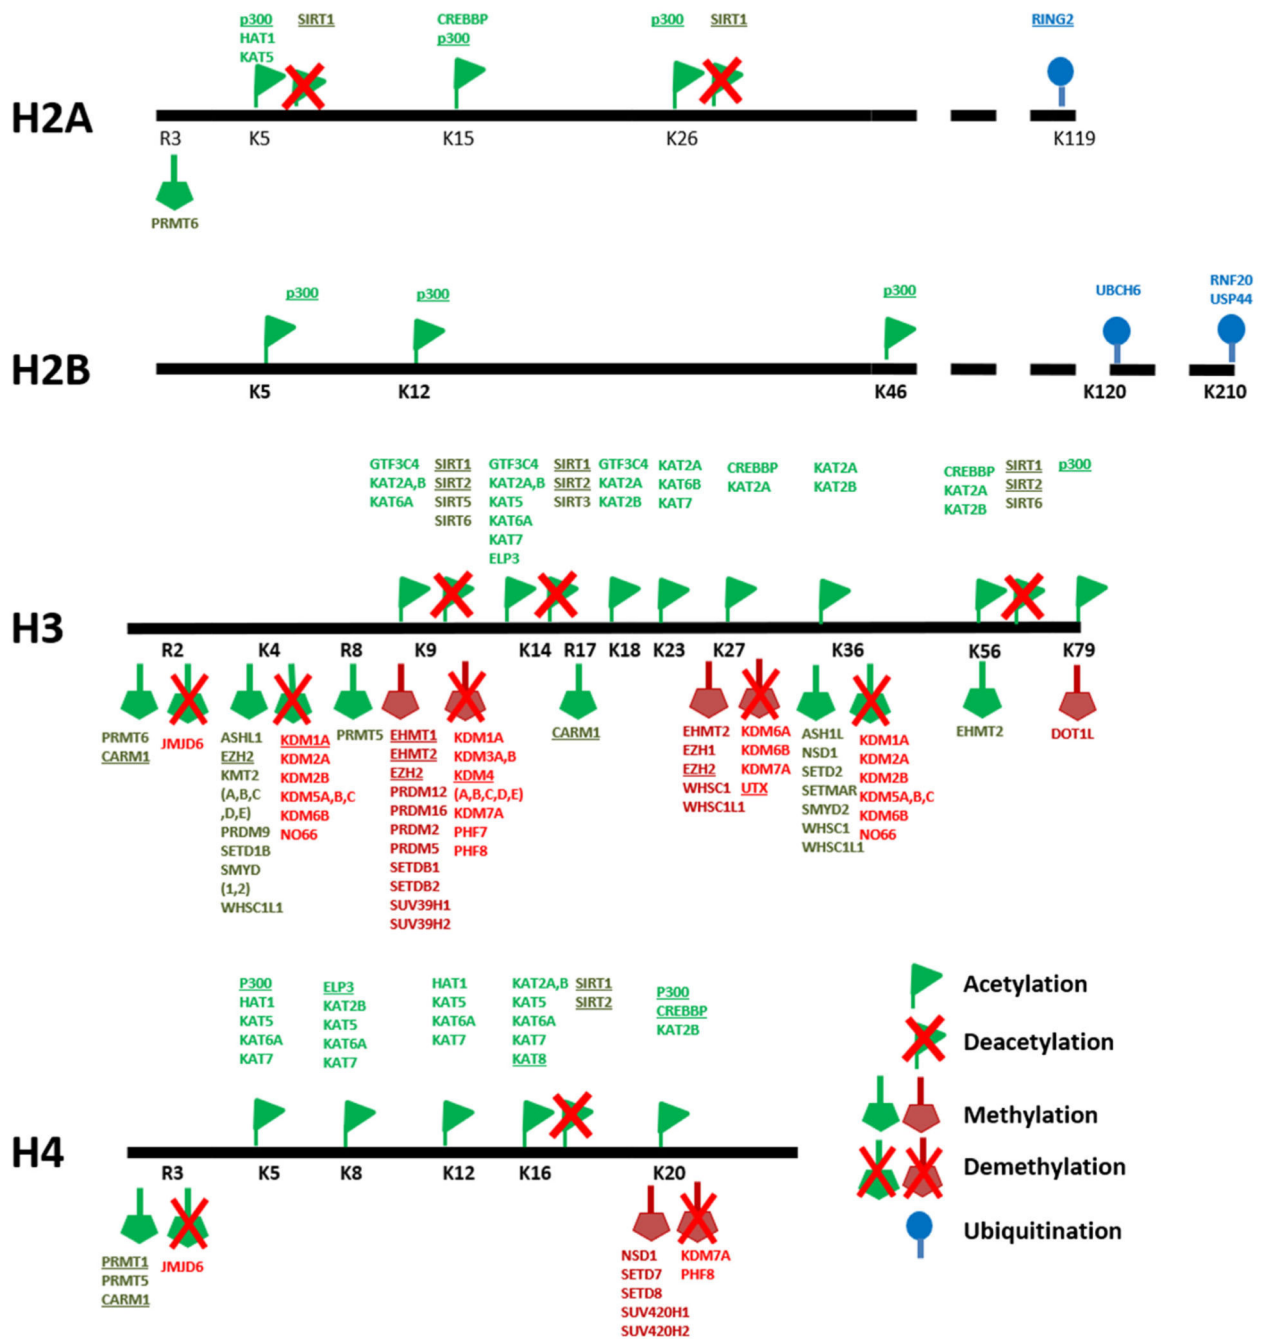 p300 SIRT1 CREBBP p300 SIRT1 RING2
HAT1 p300
KAT5
H2A
R3 K5 K15 K26 K119
PRMT6
p300 p300 p300 UBCH6 RNF20
USP44
H2B
K5 K12 K46 K120 K210
GTF3C4 SIRT1 GTF3C4 SIRT1 GTF3C4 KAT2A CREBBP KAT2A CREBBP SIRT1 p300
KAT2A,B SIRT2 KAT2A,B SIRT2 KAT2A KAT6B KAT2A KAT2B KAT2A SIRT2
KAT6A SIRT5 KAT5 SIRT3 KAT2B KAT7 KAT2B SIRT6
SIRT6 KAT6A
KAT7
ELP3
H3
R2 K4 R8 K9 K14 R17 K18 K23 K27 K36 K56 K79
PRMT6 JMJD6 ASHL1 KDM1A PRMT5 EHMT1 KDM1A CARM1 EHMT2 KDM6A ASH1L KDM1A EHMT2 DOT1L
CARM1 EZH2 KDM2A EHMT2 KDM3A,B EZH1 KDM6B NSD1 KDM2A
KMT2 KDM2B EZH2 KDM4 EZH2 KDM7A SETD2 KDM2B
(A,B,C KDM5A,B,C PRDM12 (A,B,C,D,E) WHSC1 UTX SETMAR KDM5A,B,C
,D,E) KDM6B PRDM16 KDM7A WHSC1L1 SMYD2 KDM6B
PRDM9 NO66 PRDM2 PHF7 WHSC1 NO66
SETD1B PRDM5 PHF8 WHSC1L1
SMYD SETDB1
(1,2) SETDB2
WHSC1L1 SUV39H1
SUV39H2
P300 ELP3 HAT1 KAT2A,B SIRT1 P300
HAT1 KAT2B KAT5 KAT5 SIRT2 CREBBP
KAT5 KAT5 KAT6A KAT6A KAT2B
KAT6A KAT6A KAT7 KAT7
KAT7 KAT7 KAT8
H4
R3 K5 K8 K12 K16 K20
PRMT1 JMJD6 NSD1 KDM7A
PRMT5 SETD7 PHF8
CARM1 SETD8
SUV420H1
SUV420H2
Acetylation
Deacetylation
Methylation
Demethylation
Ubiquitination